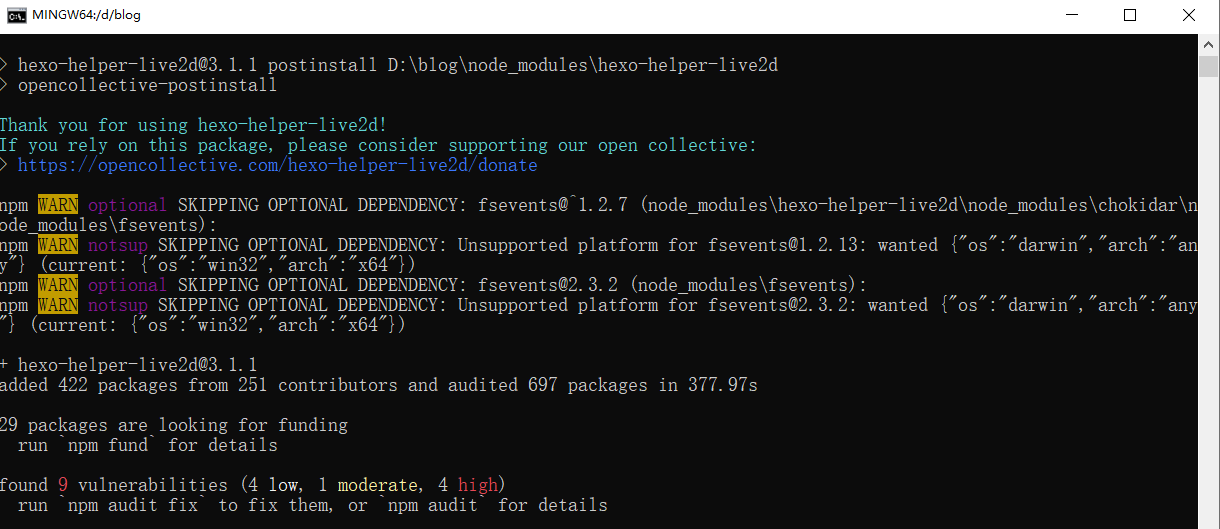 MINGW64:/d/blog
> hexo-helper-live2d@3.1.1 postinstall D:\blog\node_modules\hexo-helper-live2d
> opencollective-postinstall
Thank you for using hexo-helper-live2d!
If you rely on this package, please consider supporting our open collective:
> https://opencollective.com/hexo-helper-live2d/donate
npm WARN optional SKIPPING OPTIONAL DEPENDENCY: fsevents@^1.2.7 (node_modules\hexo-helper-live2d\node_modules\chokidar\n
ode_modules\fsevents):
npm WARN notsup SKIPPING OPTIONAL DEPENDENCY: Unsupported platform for fsevents@1.2.13: wanted {"os":"darwin","arch":"an
y"} (current: {"os":"win32","arch":"x64"})
npm WARN optional SKIPPING OPTIONAL DEPENDENCY: fsevents@2.3.2 (node_modules\fsevents):
npm WARN notsup SKIPPING OPTIONAL DEPENDENCY: Unsupported platform for fsevents@2.3.2: wanted {"os":"darwin","arch":"any
"} (current: {"os":"win32","arch":"x64"})
+ hexo-helper-live2d@3.1.1
added 422 packages from 251 contributors and audited 697 packages in 377.97s
29 packages are looking for funding
run `npm fund` for details
found 9 vulnerabilities (4 low, 1 moderate, 4 high)
run `npm audit fix` to fix them, or `npm audit` for details